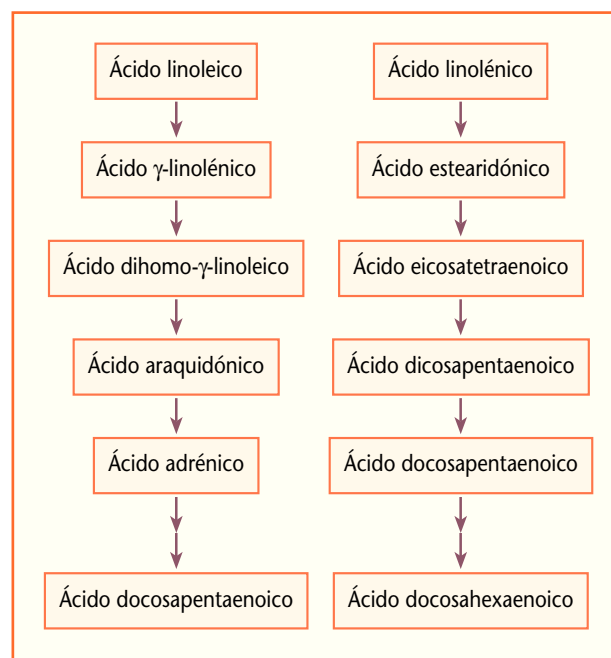 Ácido linoleico
Ácido γ-linolénico
Ácido dihomo-γ-linoleico
Ácido araquidónico
Ácido adrénico
Ácido docosapentaenoico
Ácido linolénico
Ácido estearidónico
Ácido eicosatetraenoico
Ácido dicosapentaenoico
Ácido docosapentaenoico
Ácido docosahexaenoico